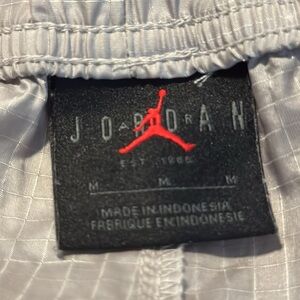 JORDAN
EST. 1985
M M M
MADE IN INDONESIA
FABRIQUE EN INDONESIE